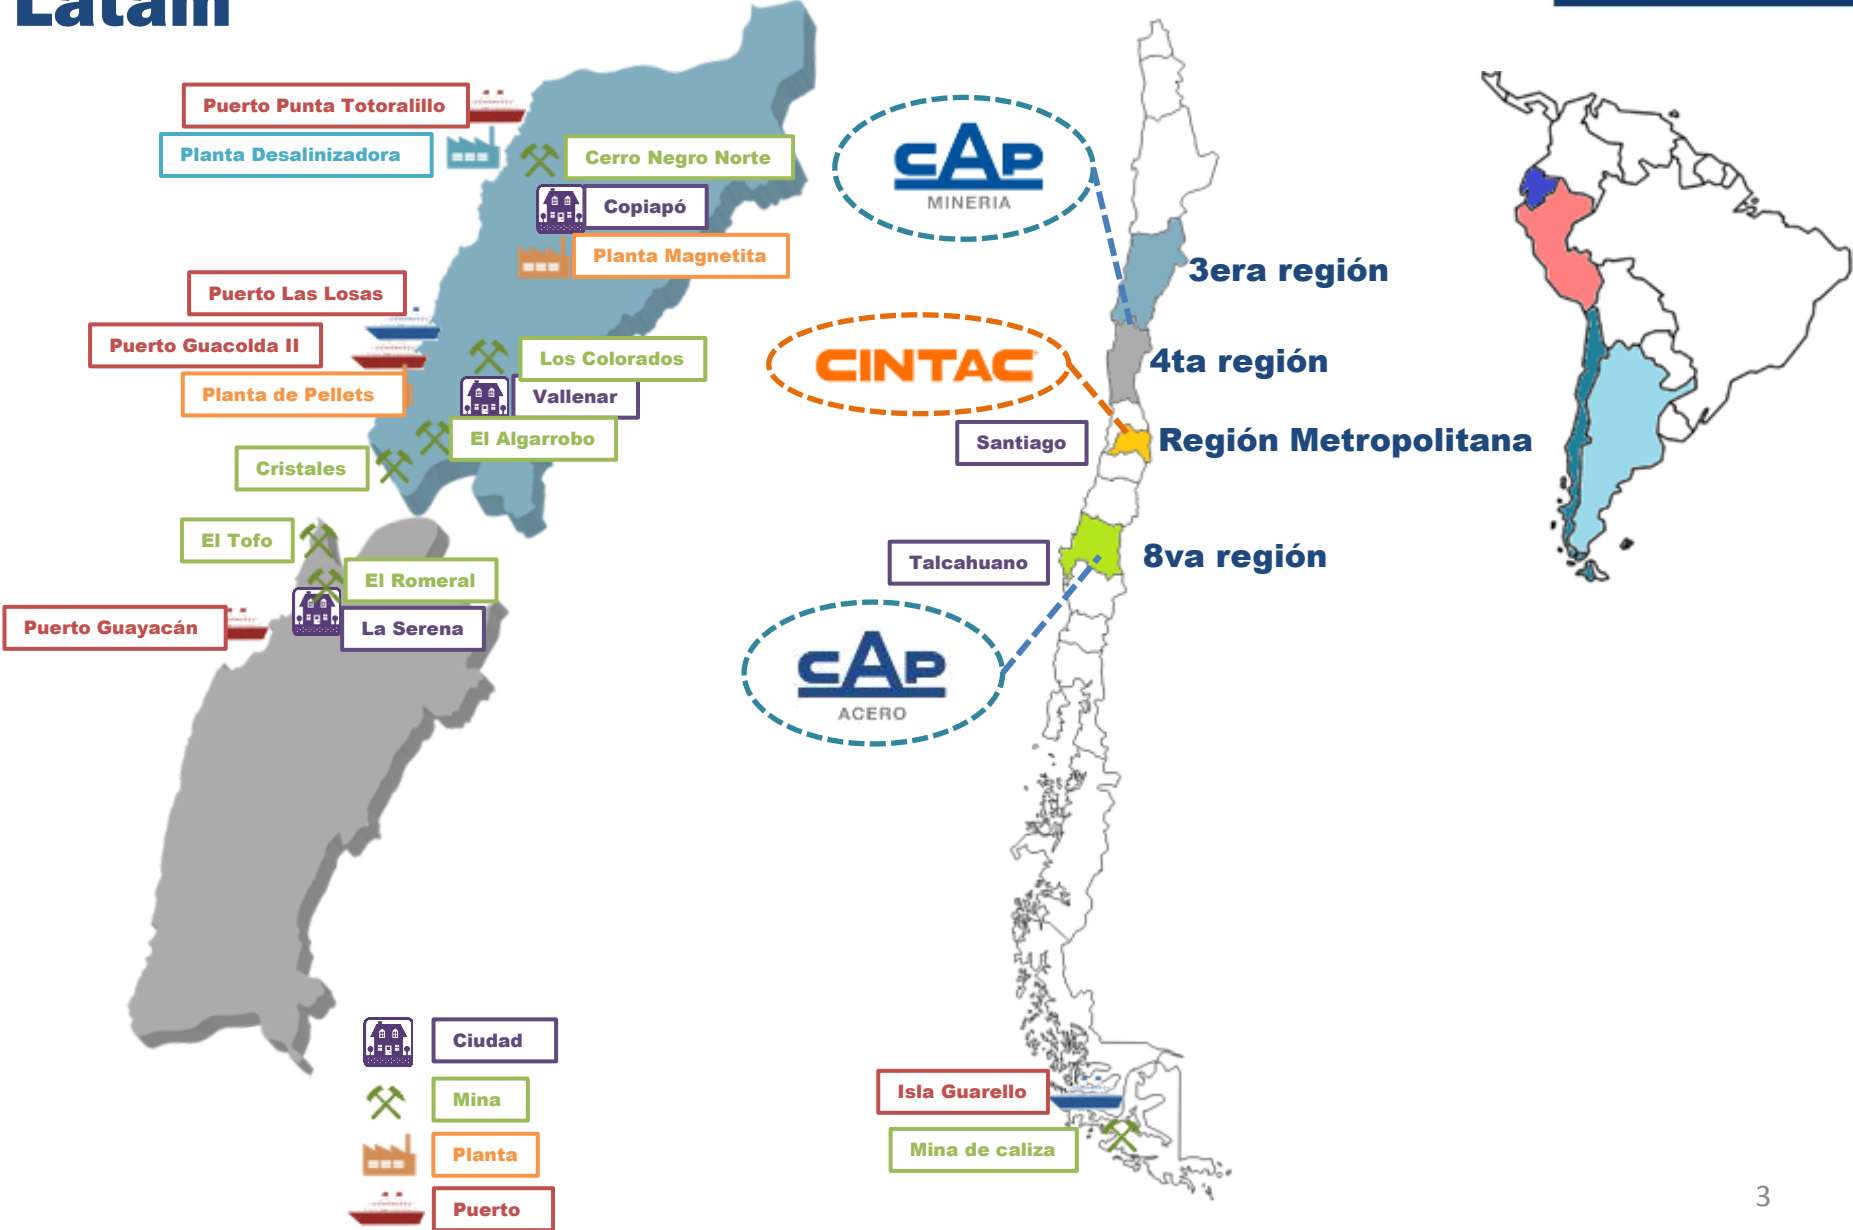 Latam
Puerto Punta Totoralillo
Planta Desalinizadora
Cerro Negro Norte
Copiapó
Planta Magnetita
Puerto Las Losas
Puerto Guacolda II
Los Colorados
Planta de Pellets
Vallenar
El Algarrobo
Cristales
El Tofo
El Romeral
Puerto Guayacán
La Serena
Ciudad
Mina
Planta
Puerto
CAP
MINERIA
3era región
CINTAC
4ta región
Santiago
Región Metropolitana
Talcahuano
8va región
CAP
ACERO
Isla Guarello
Mina de caliza
3